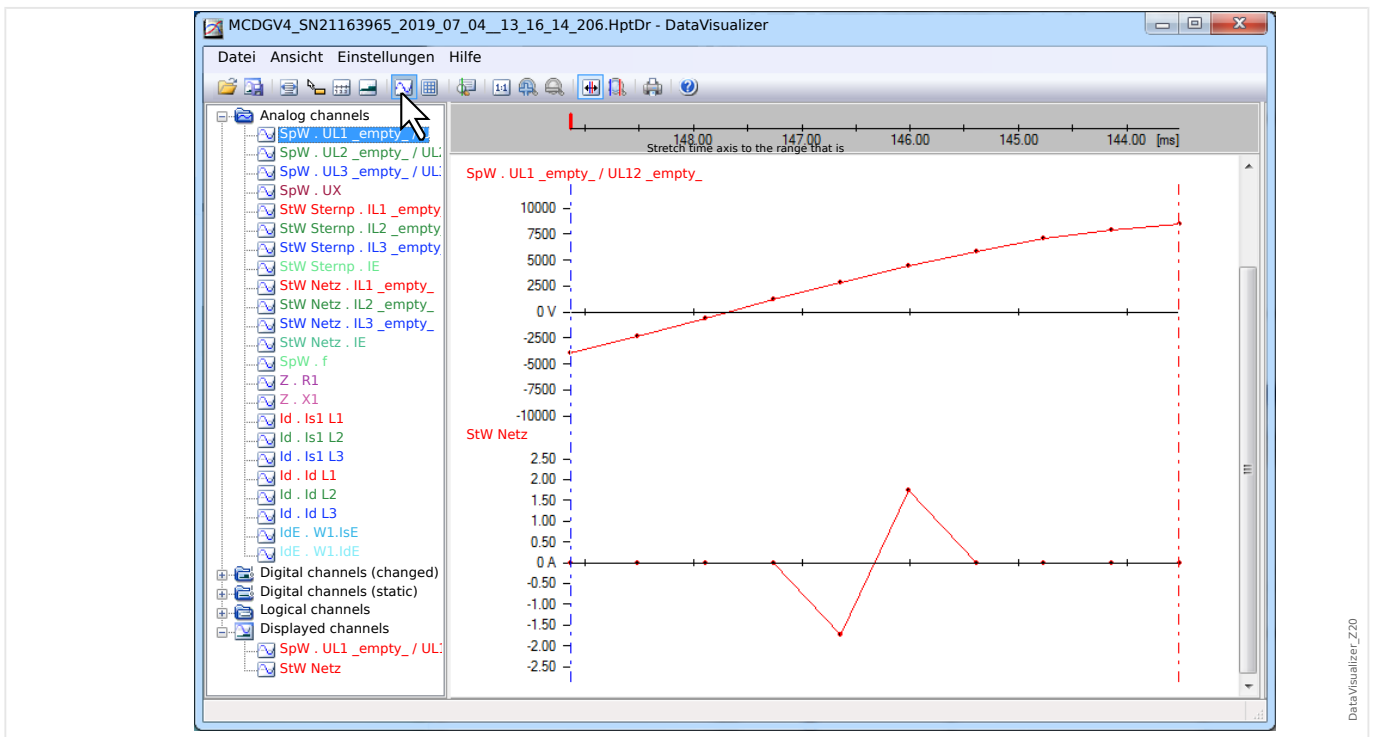 MCDGV4_SN21163965_2019_07_04__13_16_14_206.HptDr - DataVisualizer
Datei Ansicht Einstellungen Hilfe
1:1
Analog channels
SpW . UL1 _empty_ /
SpW . UL2 _empty_ / UL
SpW . UL3 _empty_ / UL
SpW . UX
StW Sternp . IL1 _empty
StW Sternp . IL2 _empty
StW Sternp . IL3 _empty
StW Sternp . IE
StW Netz . IL1 _empty_
StW Netz . IL2 _empty_
StW Netz . IL3 _empty_
StW Netz . IE
SpW . f
Z . R1
Z . X1
Id . Is1 L1
Id . Is1 L2
Id . Is1 L3
Id . Id L1
Id . Id L2
Id . Id L3
IdE . W1.IsE
IdE . W1.IdE
Digital channels (changed)
Digital channels (static)
Logical channels
Displayed channels
SpW . UL1 _empty_ / UL
StW Netz
148.00 147.00 146.00 145.00 144.00 [ms]
Stretch time axis to the range that is
SpW . UL1 _empty_ / UL12 _empty_
10000
7500
5000
2500
0 V
-2500
-5000
-7500
-10000
StW Netz
2.50
2.00
1.50
1.00
0.50
0 A
-0.50
-1.00
-1.50
-2.00
-2.50
DataVisualizer_Z20